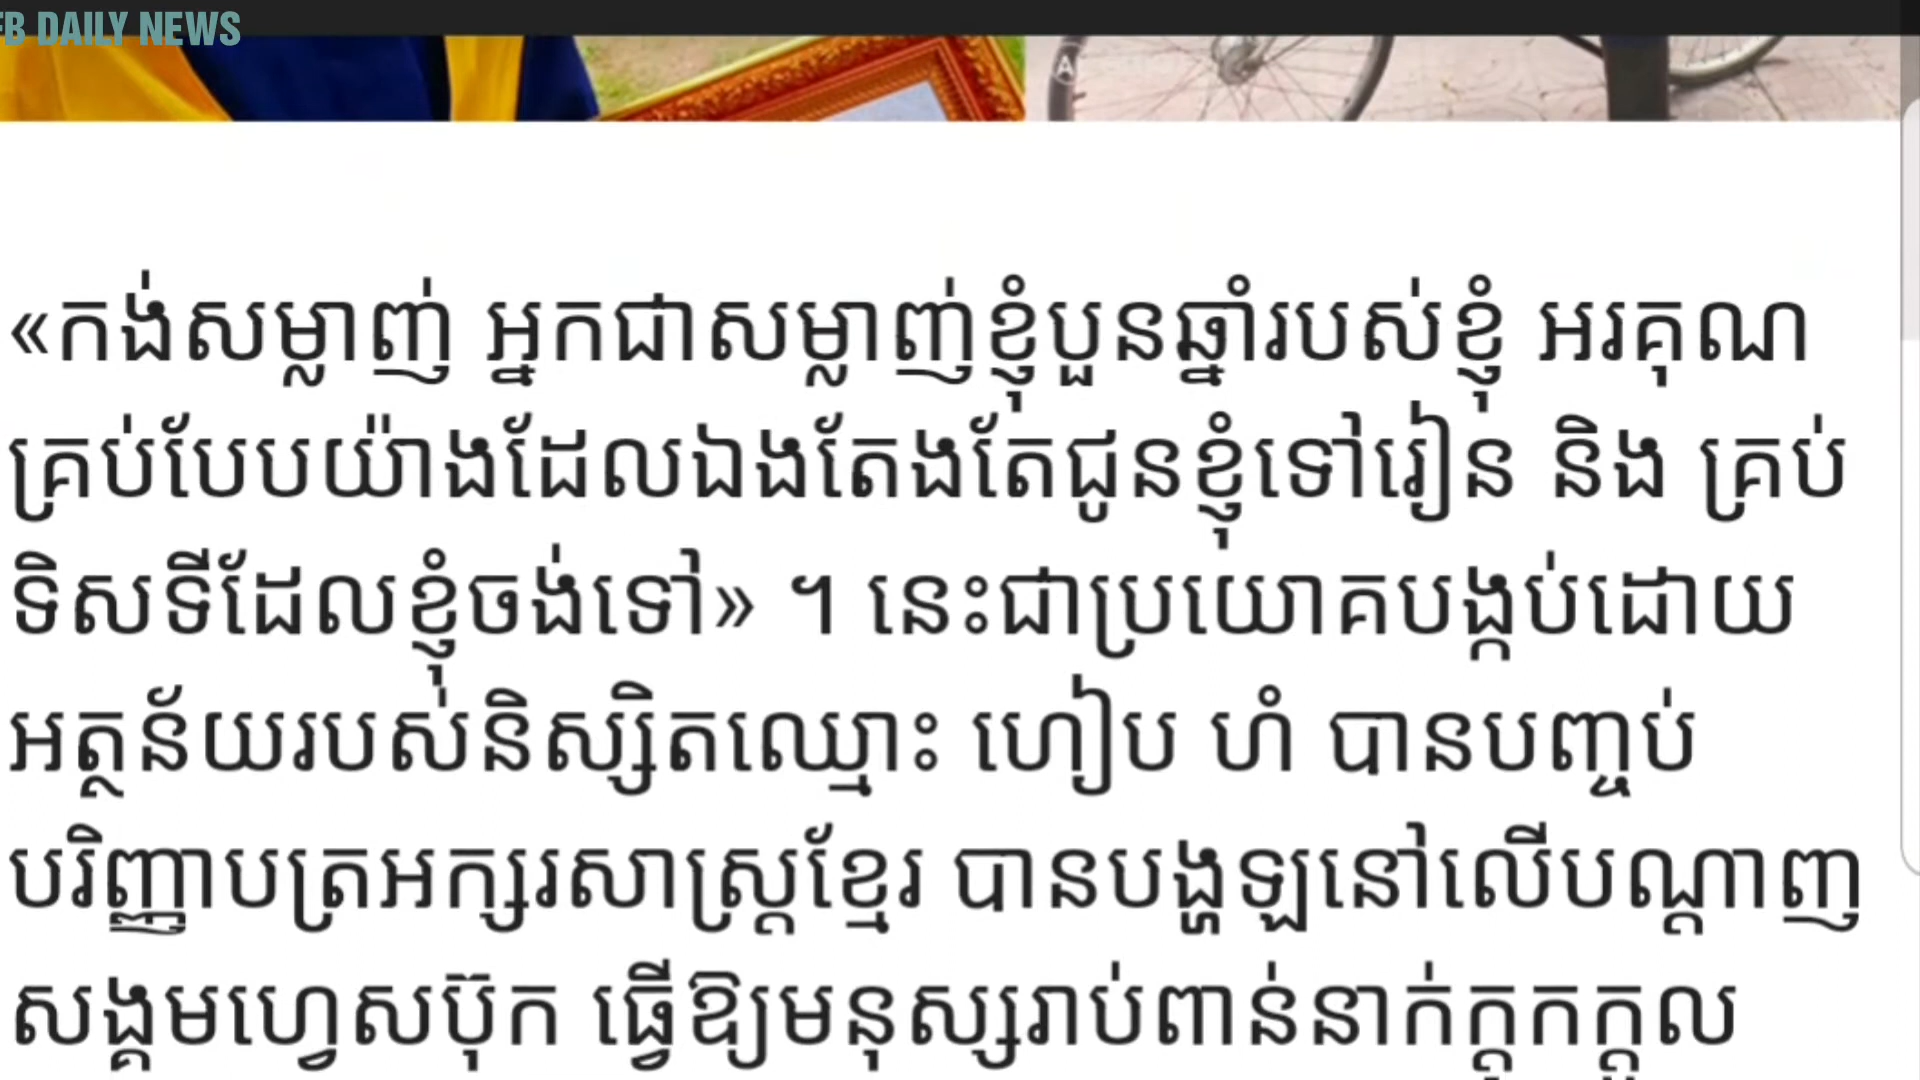 FB DAILY NEWS
«កង់សម្លាញ់ អ្នកជាសម្លាញ់ខ្ញុំបួនឆ្នាំរបស់ខ្ញុំ អរគុណ
គ្រប់បែបយ៉ាងដែលឯងតែងតែជូនខ្ញុំទៅរៀន និង គ្រប់
ទិសទីដែលខ្ញុំចង់ទៅ» ។ នេះជាប្រយោគបង្កប់ដោយ
អត្ថន័យរបស់និស្សិតឈ្មោះ ហៀប ហំ បានបញ្ចប់
បរិញ្ញាបត្រអក្សរសាស្ត្រខ្មែរ បានបង្ហឡនៅលើបណ្ដាញ
សង្គមហ្វេសប៊ុក ធ្វើឱ្យមនុស្សរាប់ពាន់នាក់ក្ដុកក្ដួល